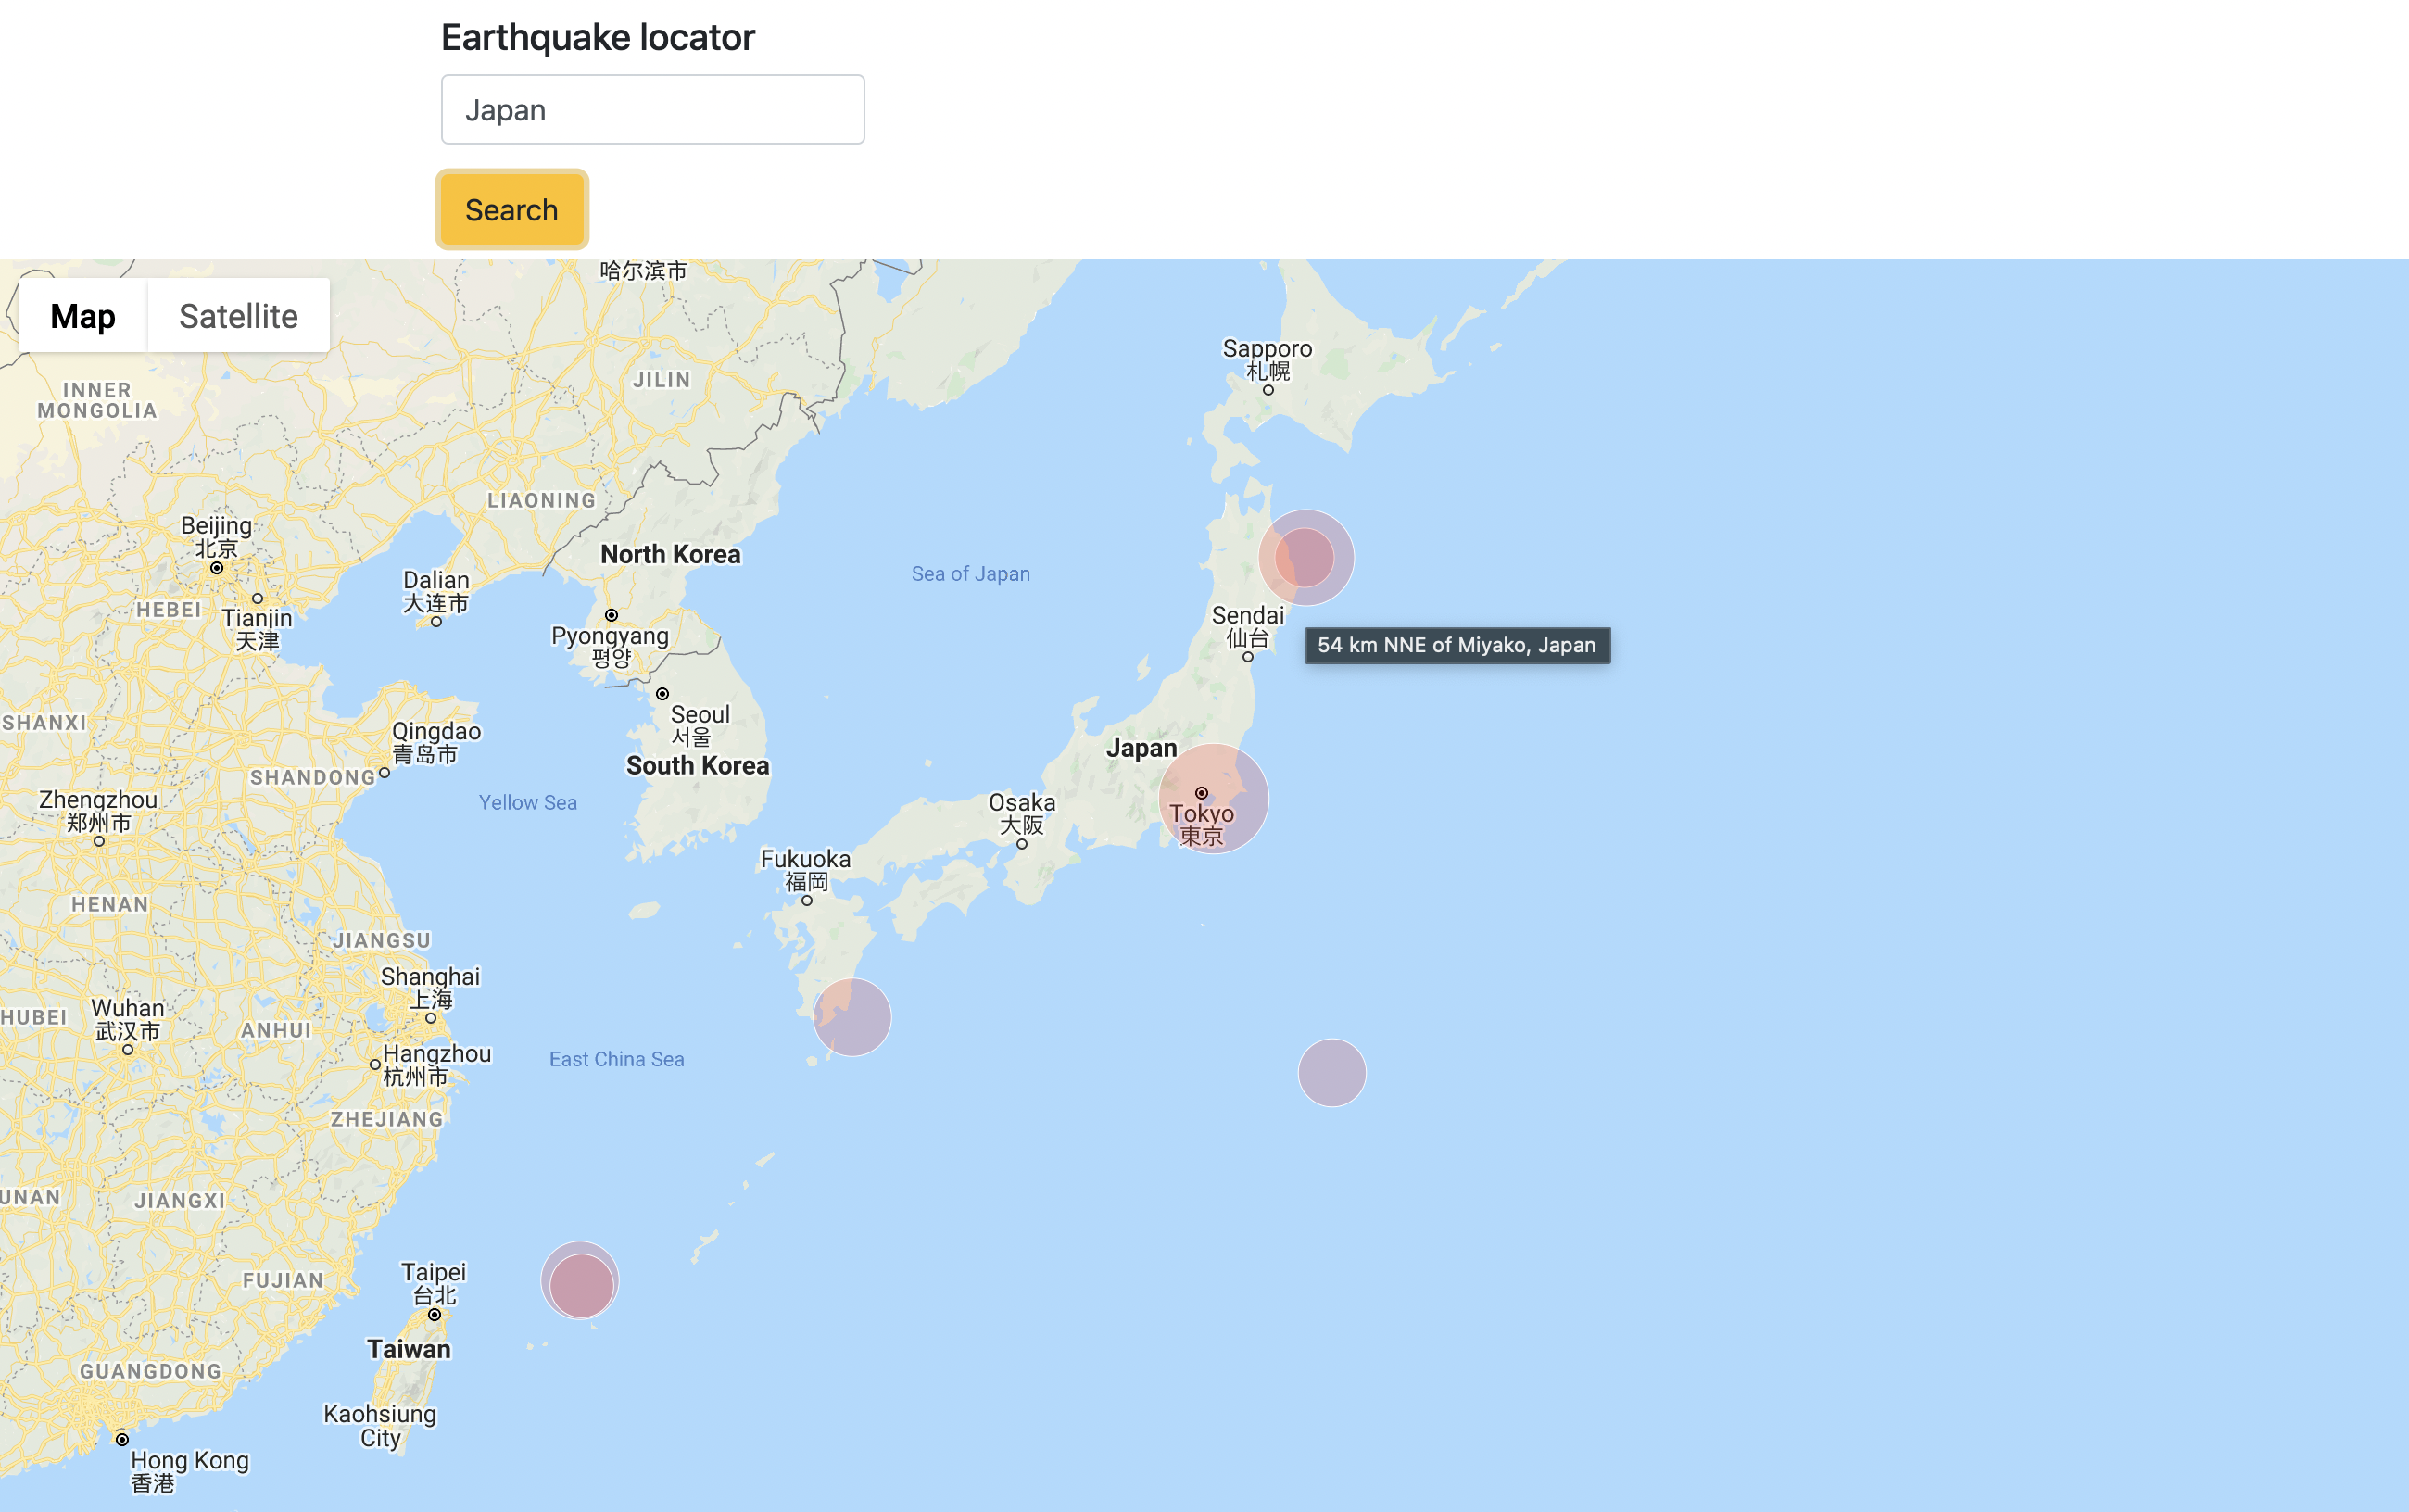 Earthquake locator
Japan
Search
Map
Satellite
哈尔滨市
Sapporo
札幌
INNER
MONGOLIA
JILIN
LIAONING
Beijing
北京
North Korea
Dalian
大连市
Sea of Japan
HEBEI
Tianjin
天津
Pyongyang
평양
Sendai
仙台
54 km NNE of Miyako, Japan
SHANXI
Qingdao
青岛市
Seoul
서울
South Korea
Japan
SHANDONG
Zhengzhou
郑州市
Yellow Sea
Osaka
大阪
Tokyo
東京
Fukuoka
福岡
HENAN
JIANGSU
Shanghai
上海
Wuhan
武汉市
HUBEI
ANHUI
Hangzhou
杭州市
East China Sea
ZHEJIANG
UNAN
JIANGXI
FUJIAN
Taipei
台北
Taiwan
GUANGDONG
Kaohsiung
City
Hong Kong
香港